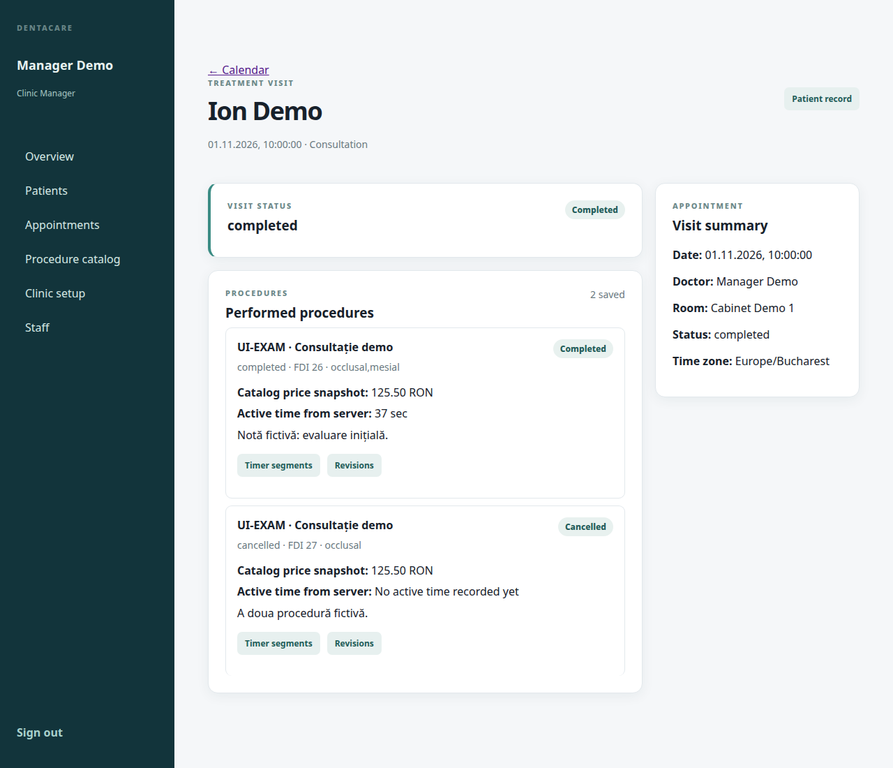 DENTACARE
Manager Demo
Clinic Manager
Overview
Patients
Appointments
Procedure catalog
Clinic setup
Staff
Sign out
← Calendar
TREATMENT VISIT
Ion Demo
01.11.2026, 10:00:00 · Consultation
Patient record
VISIT STATUS
completed
Completed
PROCEDURES
Performed procedures
2 saved
UI-EXAM · Consultație demo
Completed
completed · FDI 26 · occlusal,mesial
Catalog price snapshot: 125.50 RON
Active time from server: 37 sec
Notă fictivă: evaluare inițială.
Timer segments
Revisions
UI-EXAM · Consultație demo
Cancelled
cancelled · FDI 27 · occlusal
Catalog price snapshot: 125.50 RON
Active time from server: No active time recorded yet
A doua procedură fictivă.
Timer segments
Revisions
APPOINTMENT
Visit summary
Date: 01.11.2026, 10:00:00
Doctor: Manager Demo
Room: Cabinet Demo 1
Status: completed
Time zone: Europe/Bucharest